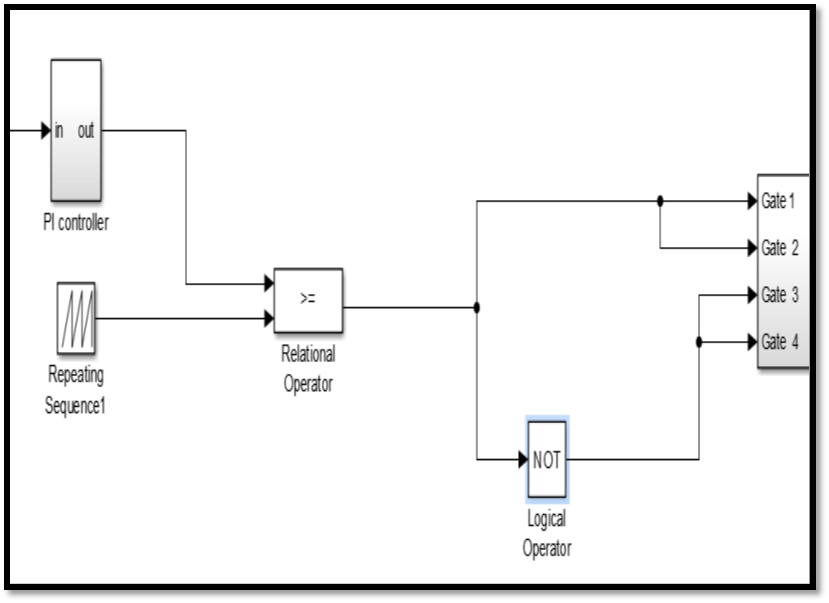 in out
PI controller
Repeating
Sequence1
>=
Relational
Operator
NOT
Logical
Operator
Gate 1
Gate 2
Gate 3
Gate 4